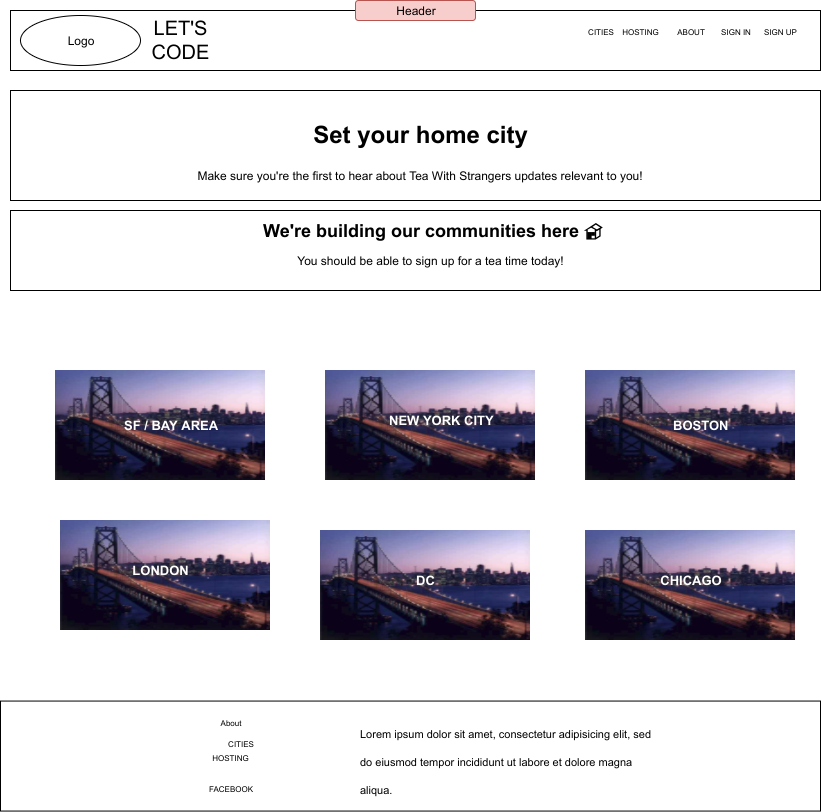 Header
Logo
LET'S
CODE
CITIES HOSTING ABOUT SIGN IN SIGN UP
Set your home city
Make sure you're the first to hear about Tea With Strangers updates relevant to you!
We're building our communities here
You should be able to sign up for a tea time today!
SF / BAY AREA
NEW YORK CITY
BOSTON
LONDON
DC
CHICAGO
About
CITIES
HOSTING
FACEBOOK
Lorem ipsum dolor sit amet, consectetur adipisicing elit, sed
do eiusmod tempor incididunt ut labore et dolore magna
aliqua.